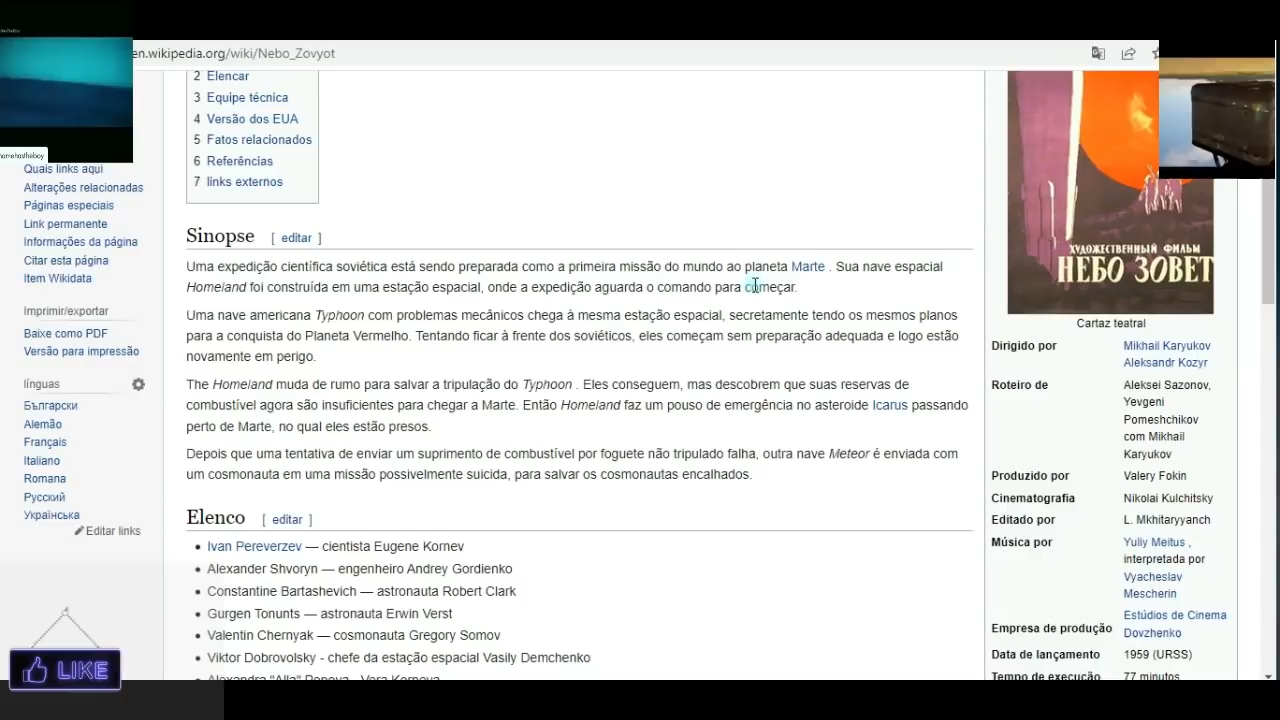 en.wikipedia.org/wiki/Nebo_Zovyot
2 Elencar
3 Equipe técnica
4 Versão dos EUA
5 Fatos relacionados
6 Referências
7 links externos
Quais links aqui
Alterações relacionadas
Páginas especiais
Link permanente
Informações da página
Citar esta página
Item Wikidata
Imprimir/exportar
Baixe como PDF
Versão para impressão
línguas
Български
Alemão
Français
Italiano
Romana
Русский
Українська
Editar links
LIKE
Sinopse [ editar ]
Uma expedição científica soviética está sendo preparada como a primeira missão do mundo ao planeta Marte . Sua nave espacial
Homeland foi construída em uma estação espacial, onde a expedição aguarda o comando para começar.
Uma nave americana Typhoon com problemas mecânicos chega à mesma estação espacial, secretamente tendo os mesmos planos
para a conquista do Planeta Vermelho. Tentando ficar à frente dos soviéticos, eles começam sem preparação adequada e logo estão
novamente em perigo.
The Homeland muda de rumo para salvar a tripulação do Typhoon . Eles conseguem, mas descobrem que suas reservas de
combustível agora são insuficientes para chegar a Marte. Então Homeland faz um pouso de emergência no asteroide Icarus passando
perto de Marte, no qual eles estão presos.
Depois que uma tentativa de enviar um suprimento de combustível por foguete não tripulado falha, outra nave Meteor é enviada com
um cosmonauta em uma missão possivelmente suicida, para salvar os cosmonautas encalhados.
Elenco [ editar ]
Ivan Pereverzev — cientista Eugene Kornev
Alexander Shvoryn — engenheiro Andrey Gordienko
Constantine Bartashevich — astronauta Robert Clark
Gurgen Tonunts — astronauta Erwin Verst
Valentin Chernyak — cosmonauta Gregory Somov
Viktor Dobrovolsky - chefe da estação espacial Vasily Demchenko
ХУДОЖЕСТВЕННЫЙ ФИЛЬМ
НЕБО ЗОВЕТ
Cartaz teatral
Dirigido por Mikhail Karyukov
Aleksandr Kozyr
Roteiro de Aleksei Sazonov,
Yevgeni
Pomeshchikov
com Mikhail
Karyukov
Produzido por Valery Fokin
Cinematografia Nikolai Kulchitsky
Editado por L. Mkhitaryyanch
Música por Yuliy Meitus ,
interpretada por
Vyacheslav
Mescherin
Empresa de produção Estúdios de Cinema
Dovzhenko
Data de lançamento 1959 (URSS)
Tempo de execução 77 minutos